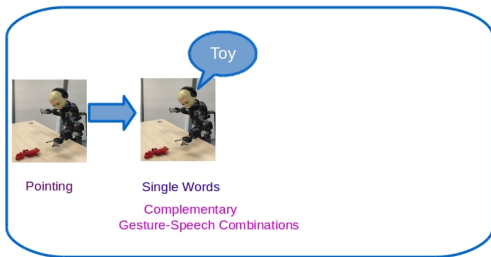 Toy
Pointing
Single Words
Complementary
Gesture-Speech Combinations